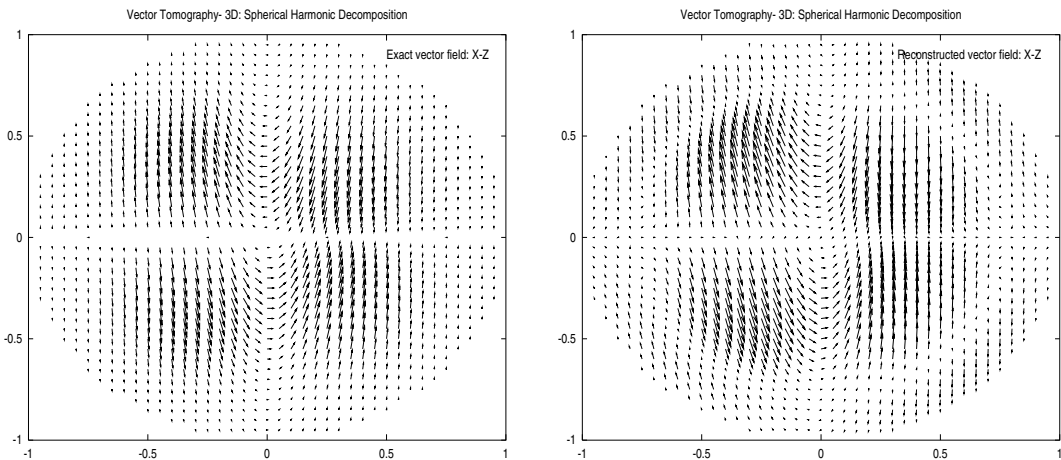 Vector Tomography- 3D: Spherical Harmonic Decomposition
Exact vector field: X-Z
1
0.5
0
-0.5
-1
-1 -0.5 0 0.5 1
Vector Tomography- 3D: Spherical Harmonic Decomposition
Reconstructed vector field: X-Z
1
0.5
0
-0.5
-1
-1 -0.5 0 0.5 1